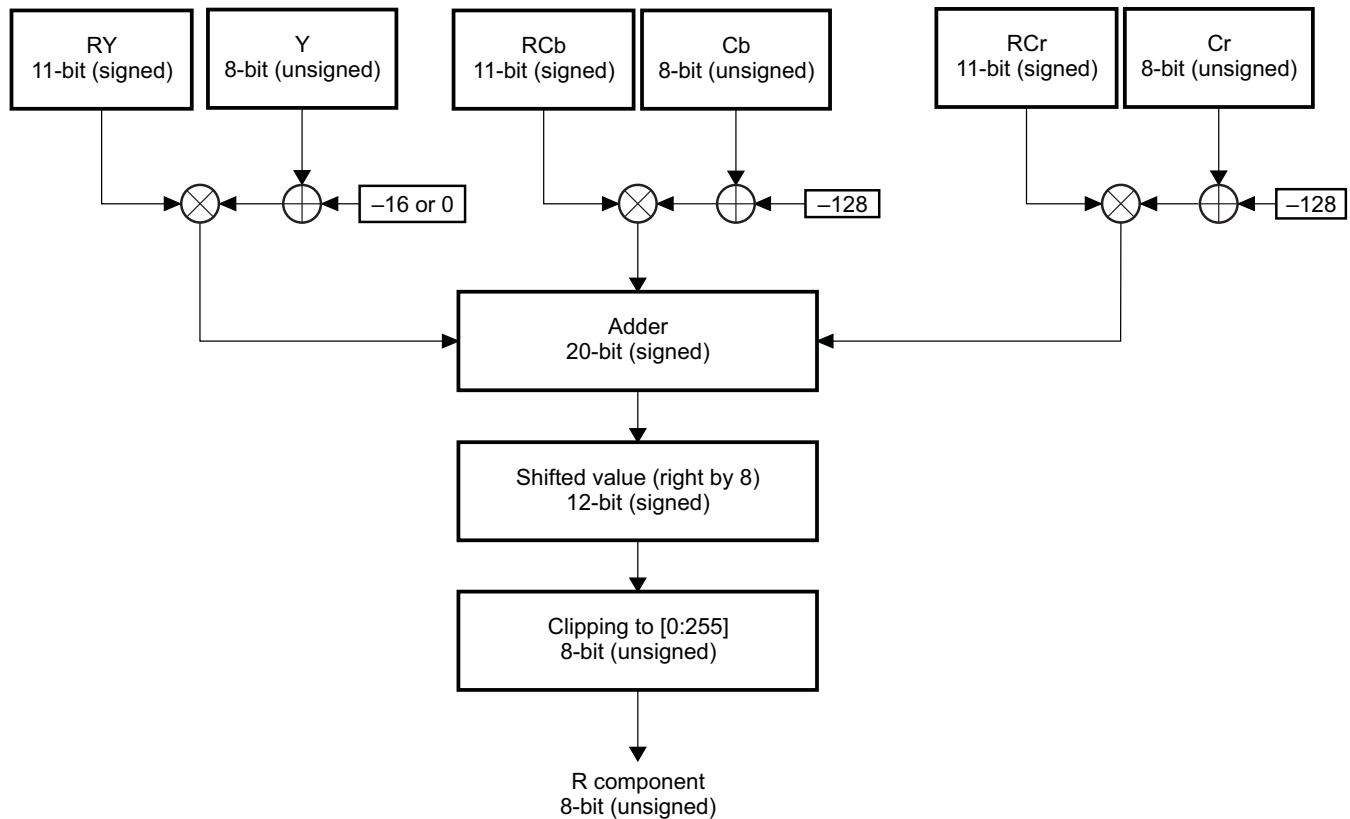 RY
11-bit (signed)
Y
8-bit (unsigned)
RCb
11-bit (signed)
Cb
8-bit (unsigned)
RCr
11-bit (signed)
Cr
8-bit (unsigned)
–16 or 0
–128
–128
Adder
20-bit (signed)
Shifted value (right by 8)
12-bit (signed)
Clipping to [0:255]
8-bit (unsigned)
R component
8-bit (unsigned)